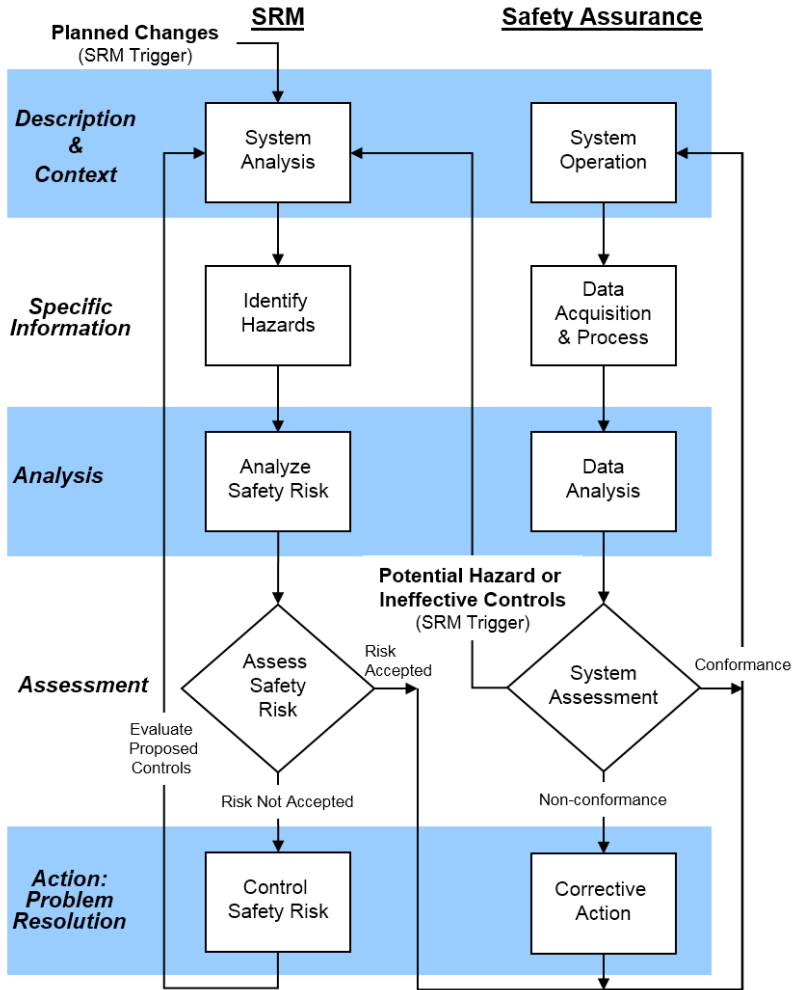 SRM
Safety Assurance
Planned Changes
(SRM Trigger)
Description
&
Context
System
Analysis
System
Operation
Specific
Information
Identify
Hazards
Data
Acquisition
& Process
Analysis
Analyze
Safety Risk
Data
Analysis
Potential Hazard or
Ineffective Controls
(SRM Trigger)
Assessment
Assess
Safety
Risk
Risk
Accepted
System
Assessment
Conformance
Evaluate
Proposed
Controls
Risk Not Accepted
Non-conformance
Action:
Problem
Resolution
Control
Safety Risk
Corrective
Action